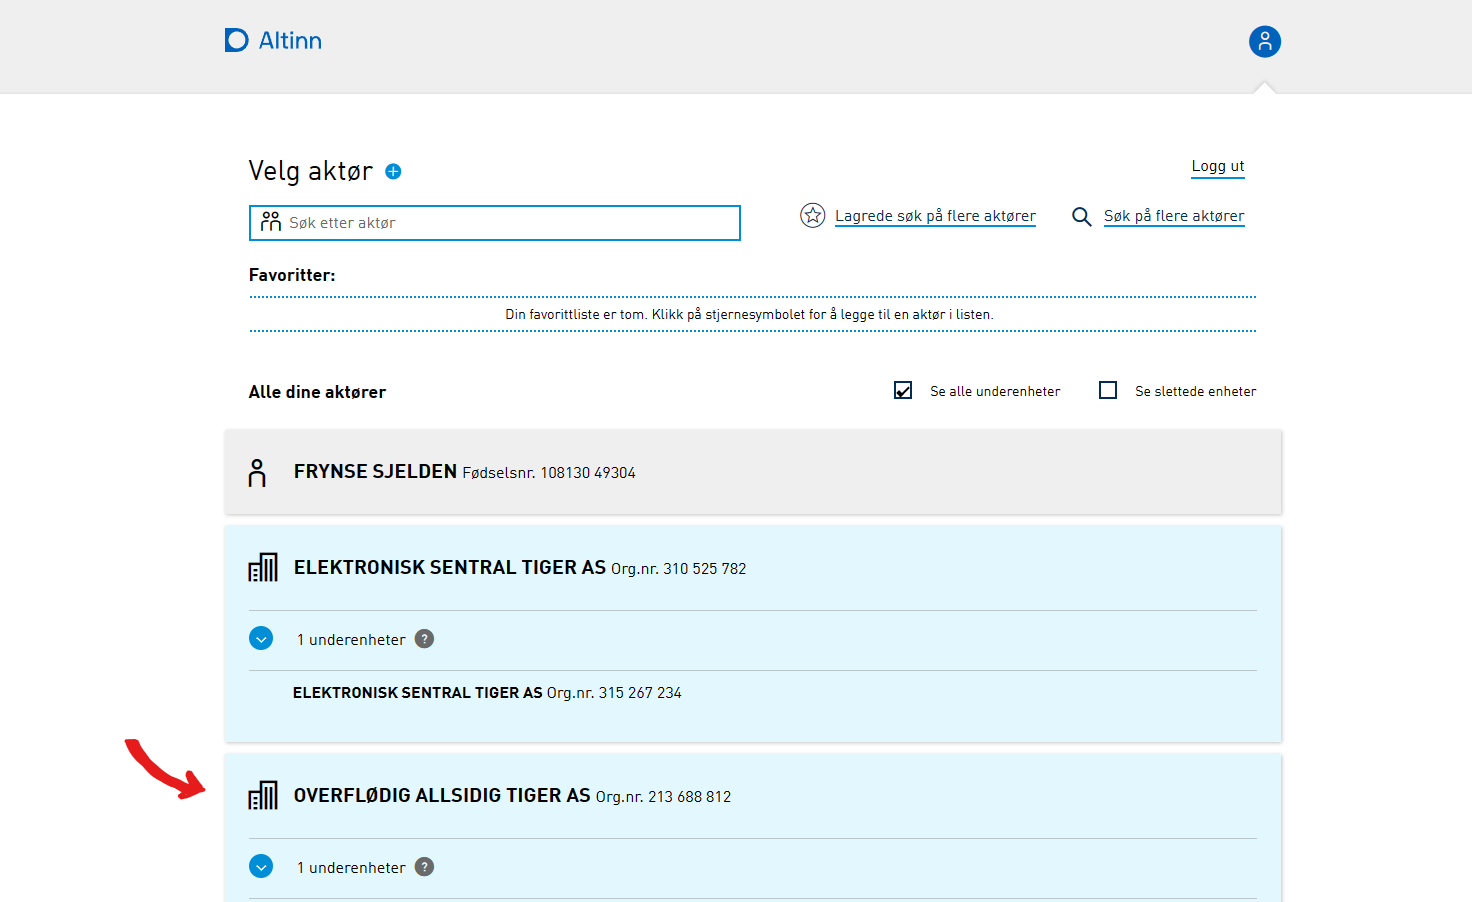 Altinn
Velg aktør
Logg ut
Søk etter aktør
Lagrede søk på flere aktører
Søk på flere aktører
Favoritter:
Din favorittliste er tom. Klikk på stjernesymbolet for å legge til en aktør i listen.
Alle dine aktører
Se alle underenheter
Se slettede enheter
FRYNSE SJELDEN Fødselsnr. 108130 49304
ELEKTRONISK SENTRAL TIGER AS Org.nr. 310 525 782
1 underenheter ?
ELEKTRONISK SENTRAL TIGER AS Org.nr. 315 267 234
OVERFLØDIG ALLSIDIG TIGER AS Org.nr. 213 688 812
1 underenheter ?